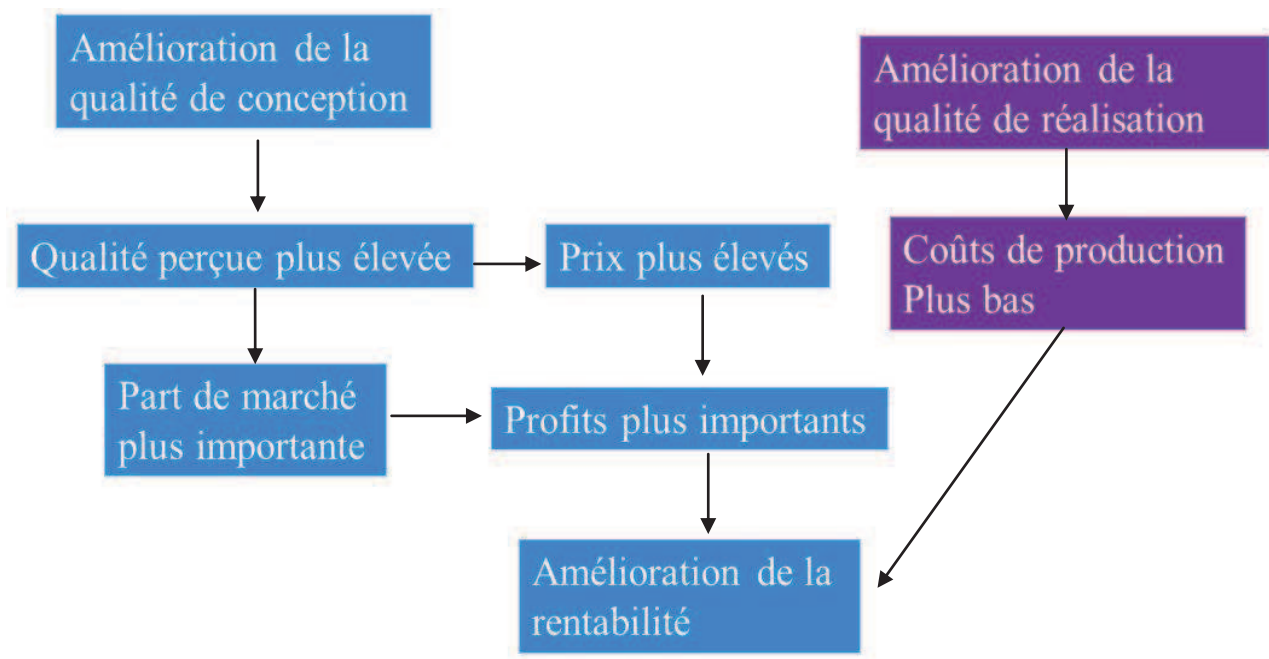 Amélioration de la
qualité de conception
Amélioration de la
qualité de réalisation
Qualité perçue plus élevée
Prix plus élevés
Coûts de production
Plus bas
Part de marché
plus importante
Profits plus importants
Amélioration de la
rentabilité